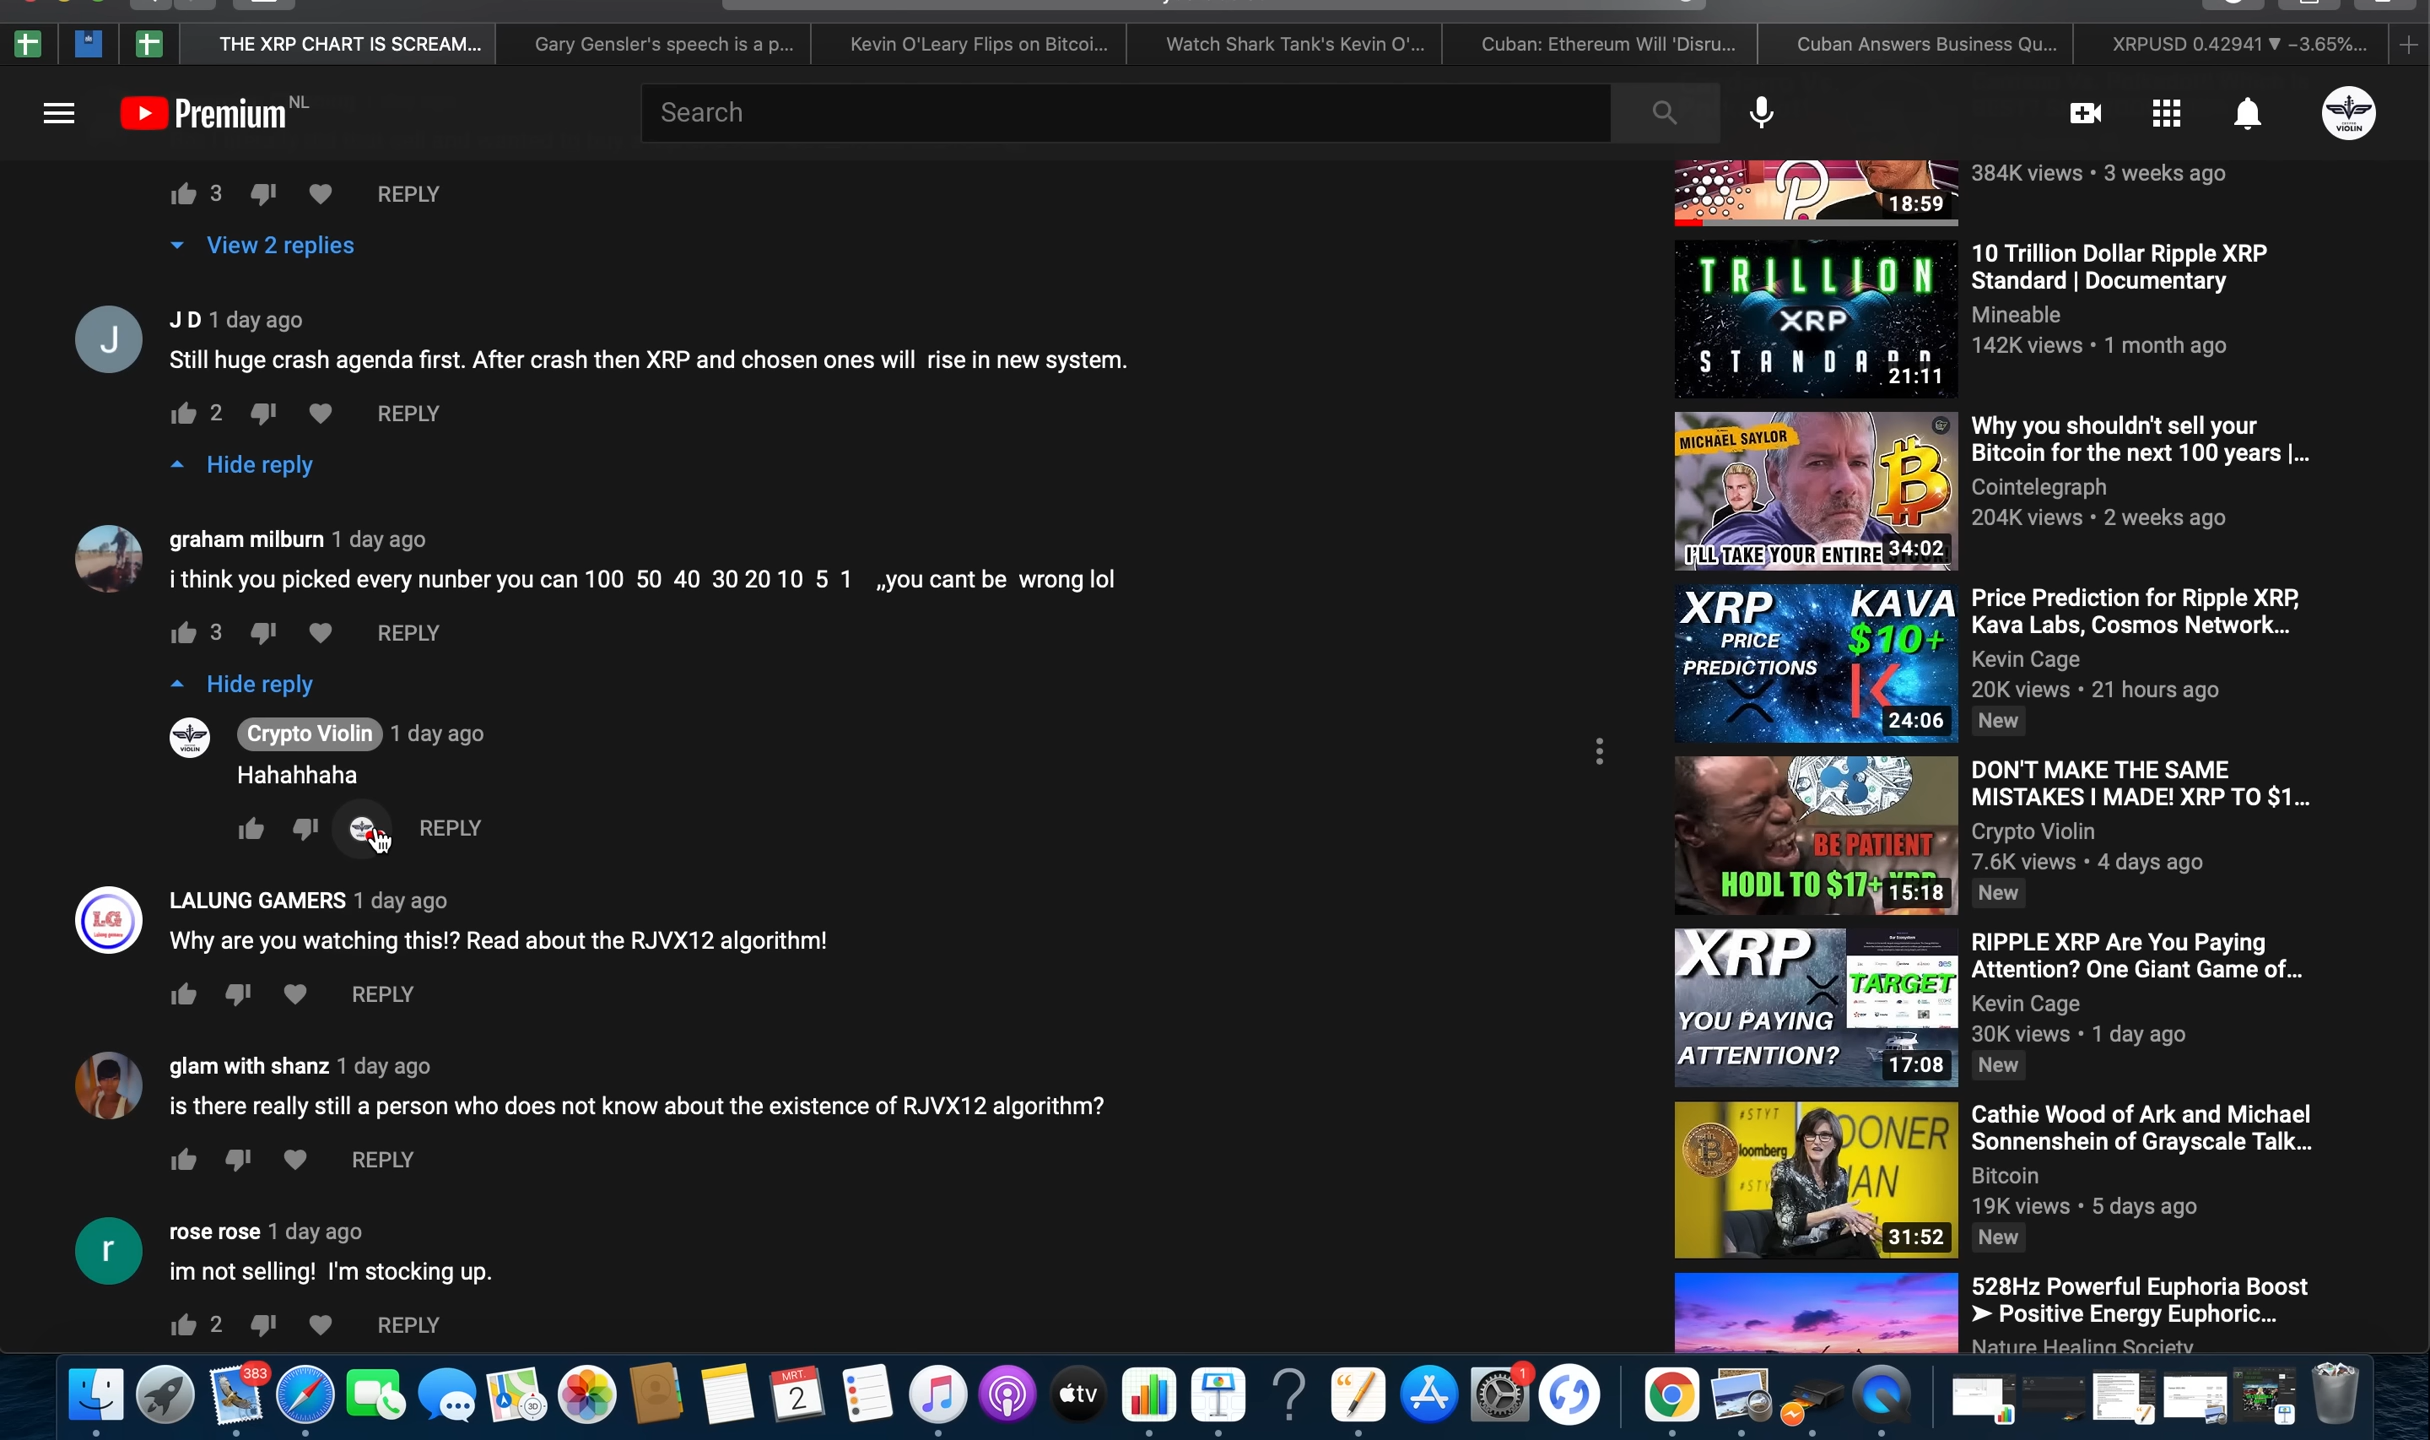 THE XRP CHART IS SCREAM...
Gary Gensler's speech is a p...
Kevin O'Leary Flips on Bitcoi...
Watch Shark Tank's Kevin O'...
Cuban: Ethereum Will 'Disru...
Cuban Answers Business Qu...
XRPUSD 0.42941 ▼ −3.65%...
Premium NL
Search
VIOLIN
3 REPLY
View 2 replies
J
J D 1 day ago
Still huge crash agenda first. After crash then XRP and chosen ones will rise in new system.
2 REPLY
Hide reply
graham milburn 1 day ago
i think you picked every nunber you can 100 50 40 30 20 10 5 1 ,,you cant be wrong lol
3 REPLY
Hide reply
VIOLIN
Crypto Violin 1 day ago
Hahahhaha
REPLY
LG
LALUNG GAMERS 1 day ago
Why are you watching this!? Read about the RJVX12 algorithm!
REPLY
glam with shanz 1 day ago
is there really still a person who does not know about the existence of RJVX12 algorithm?
REPLY
r
rose rose 1 day ago
im not selling! I'm stocking up.
2 REPLY
18:59
384K views • 3 weeks ago
TRILLION
XRP
STANDARD
21:11
10 Trillion Dollar Ripple XRP
Standard | Documentary
Mineable
142K views • 1 month ago
MICHAEL SAYLOR
I'LL TAKE YOUR ENTIRE
34:02
Why you shouldn't sell your
Bitcoin for the next 100 years |...
Cointelegraph
204K views • 2 weeks ago
XRP KAVA
PRICE $10+
PREDICTIONS
24:06
Price Prediction for Ripple XRP,
Kava Labs, Cosmos Network...
Kevin Cage
20K views • 21 hours ago
New
BE PATIENT
HODL TO $17+ XRP
15:18
DON'T MAKE THE SAME
MISTAKES I MADE! XRP TO $1...
Crypto Violin
7.6K views • 4 days ago
New
XRP
TARGET
YOU PAYING
ATTENTION?
17:08
RIPPLE XRP Are You Paying
Attention? One Giant Game of...
Kevin Cage
30K views • 1 day ago
New
#STYT
OONER
loomberg
IAN
31:52
Cathie Wood of Ark and Michael
Sonnenshein of Grayscale Talk...
Bitcoin
19K views • 5 days ago
New
528Hz Powerful Euphoria Boost
➤ Positive Energy Euphoric...
Nature Healing Society
383
3D
MRT.
2
tv
1